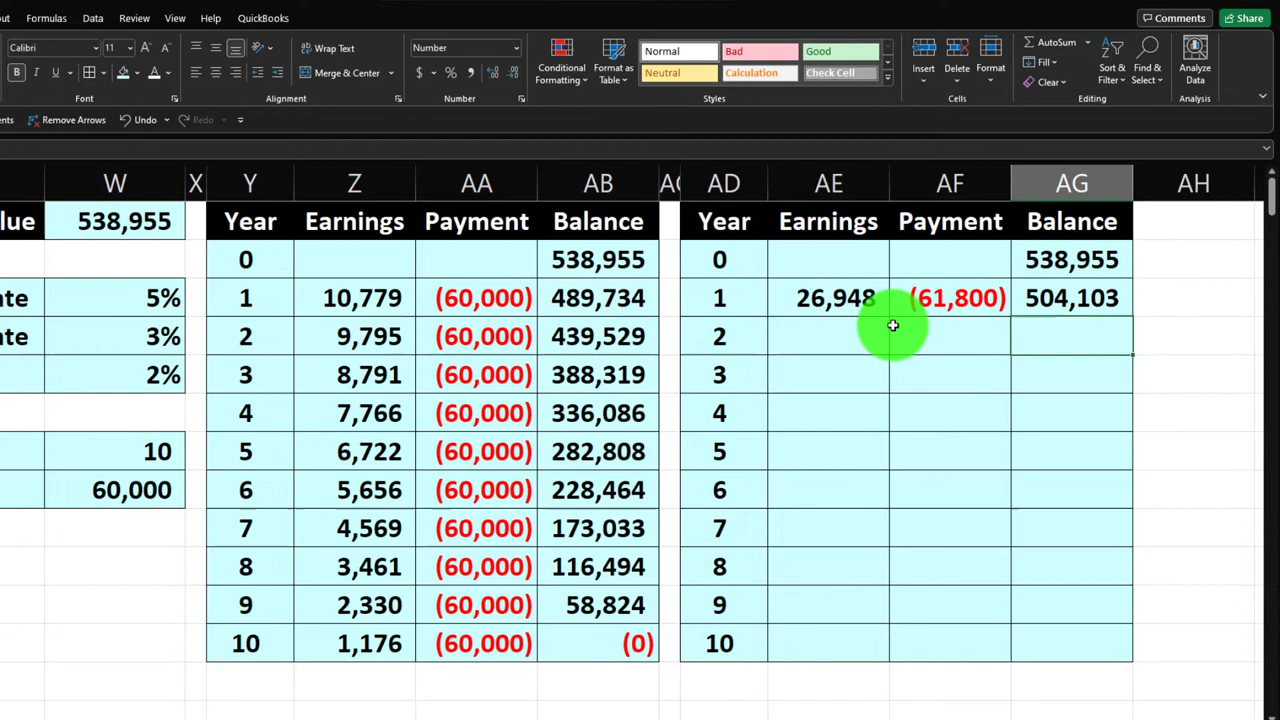 out Formulas Data Review View Help QuickBooks Comments Share
Calibri 11 A A Wrap Text Number Conditional Formatting Format as Table Normal Bad Good Insert Delete Format AutoSum Sort & Filter Find & Select Analyze Data
B I U A Merge & Center $ % 9 Neutral Calculation Check Cell Fill Clear
Font Alignment Number Styles Cells Editing Analysis
ents Remove Arrows Undo Redo
W X Y Z AA AB AD AE AF AG AH
lue 538,955 Year Earnings Payment Balance Year Earnings Payment Balance
0 538,955 0 538,955
ate 5% 1 10,779 (60,000) 489,734 1 26,948 (61,800) 504,103
ate 3% 2 9,795 (60,000) 439,529 2
2% 3 8,791 (60,000) 388,319 3
4 7,766 (60,000) 336,086 4
10 5 6,722 (60,000) 282,808 5
60,000 6 5,656 (60,000) 228,464 6
7 4,569 (60,000) 173,033 7
8 3,461 (60,000) 116,494 8
9 2,330 (60,000) 58,824 9
10 1,176 (60,000) (0) 10